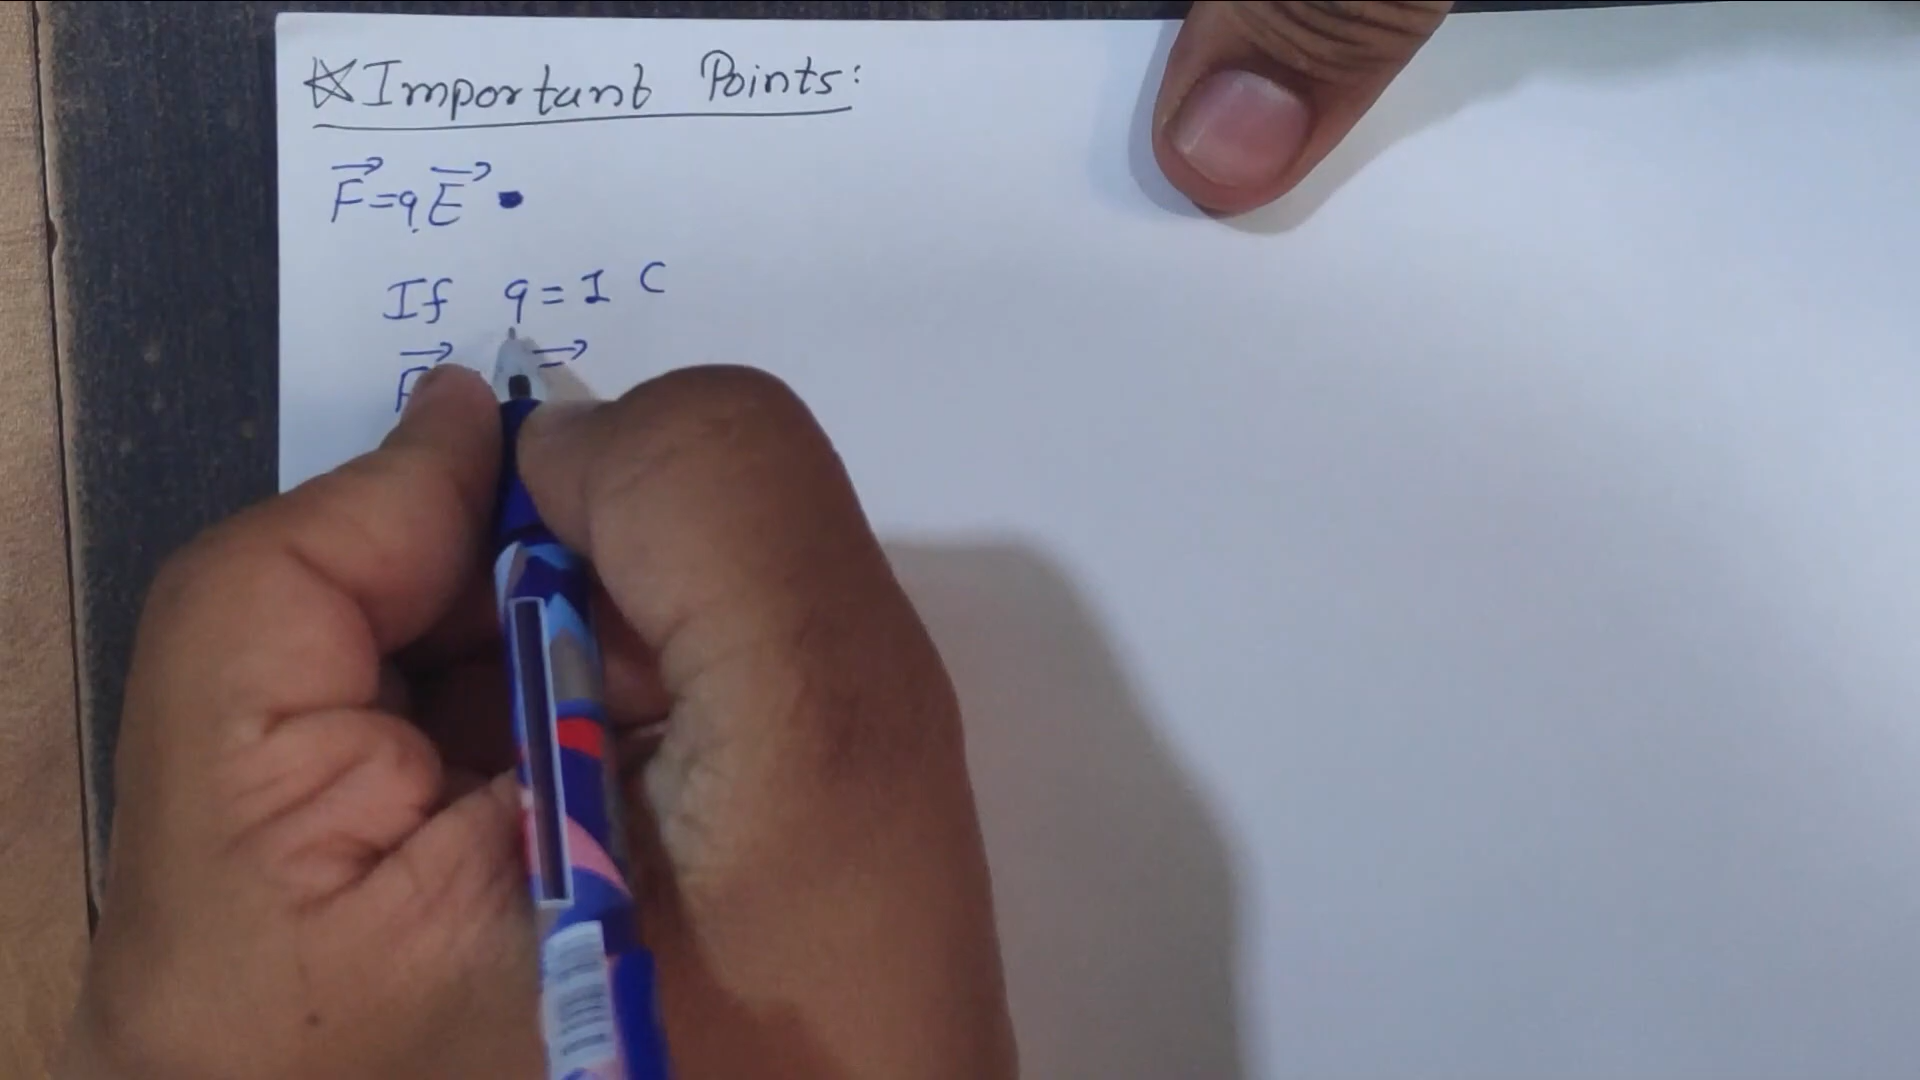 ☆ Important Points:
F⃗ = qE⃗
If q = 1 C
F⃗